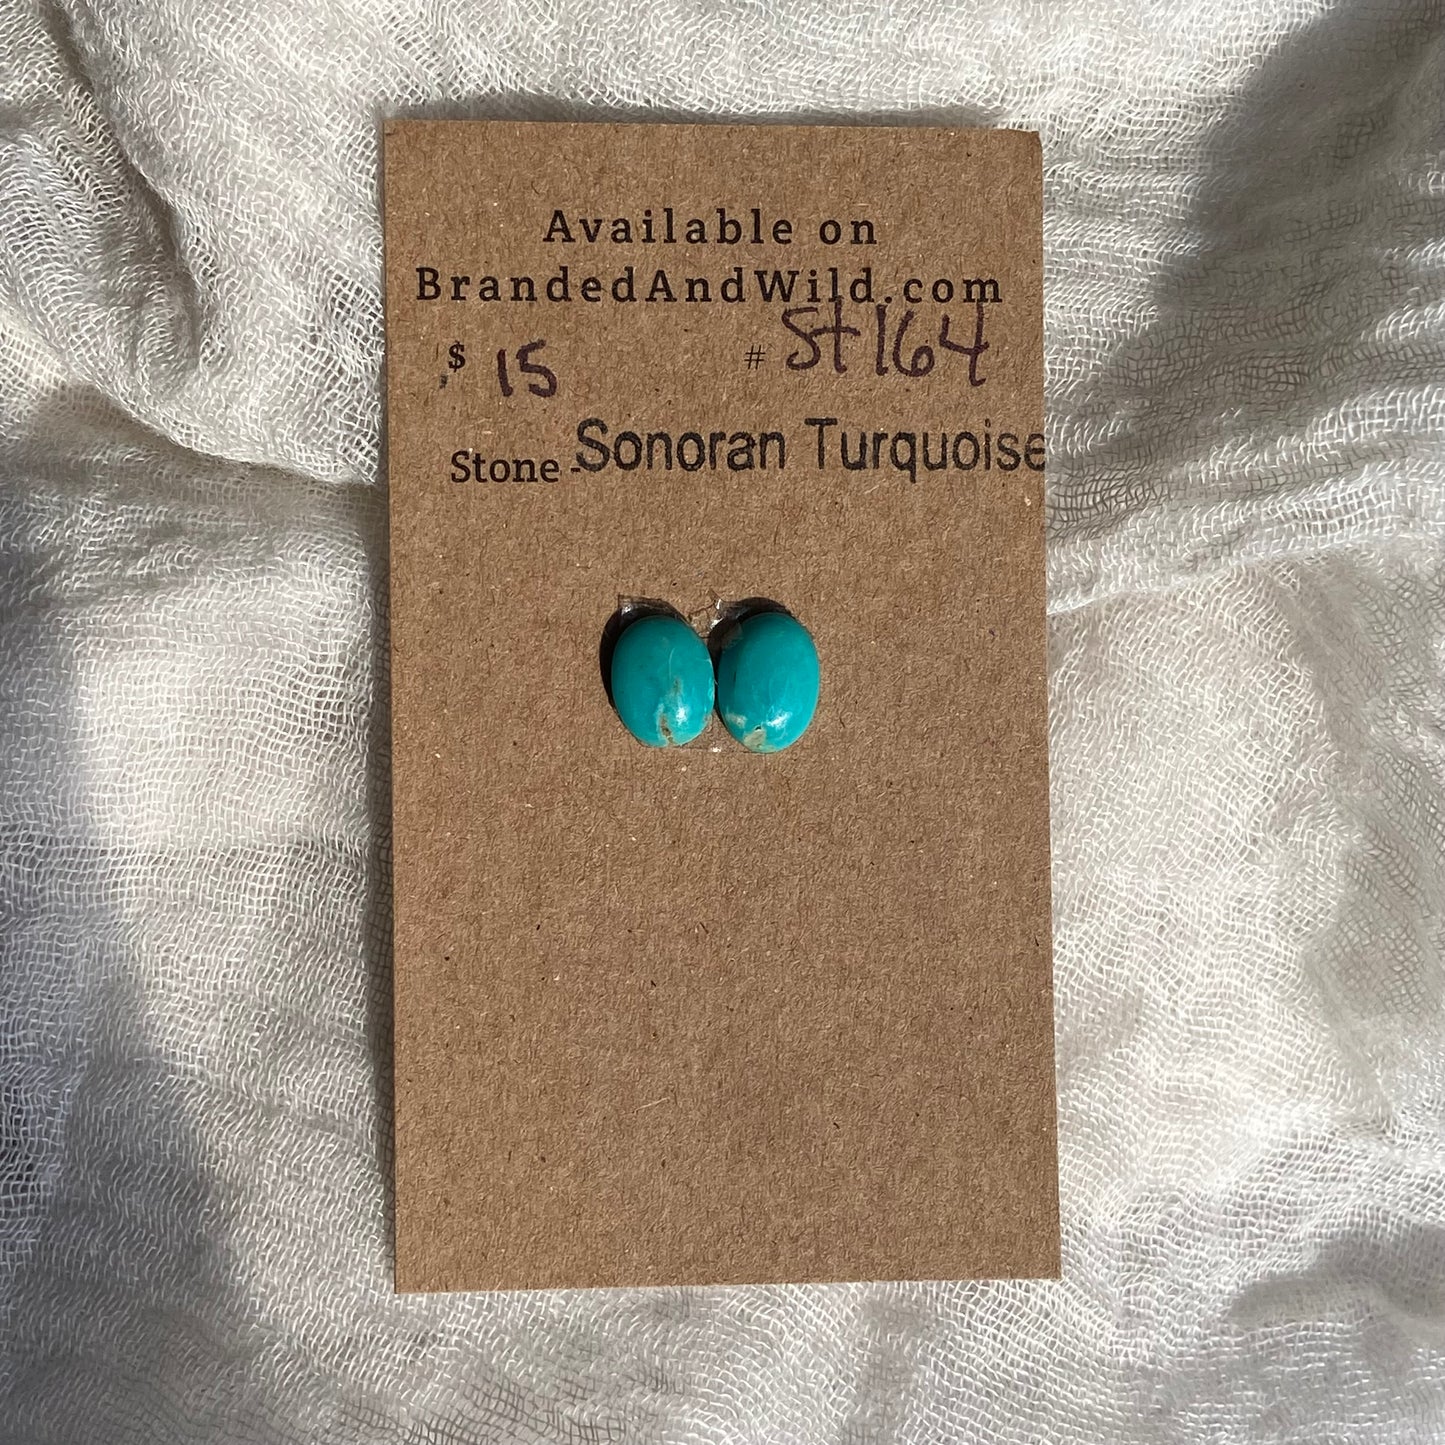 Available on
BrandedAndWild.com
$ 15 # St164
Stone - Sonoran Turquoise